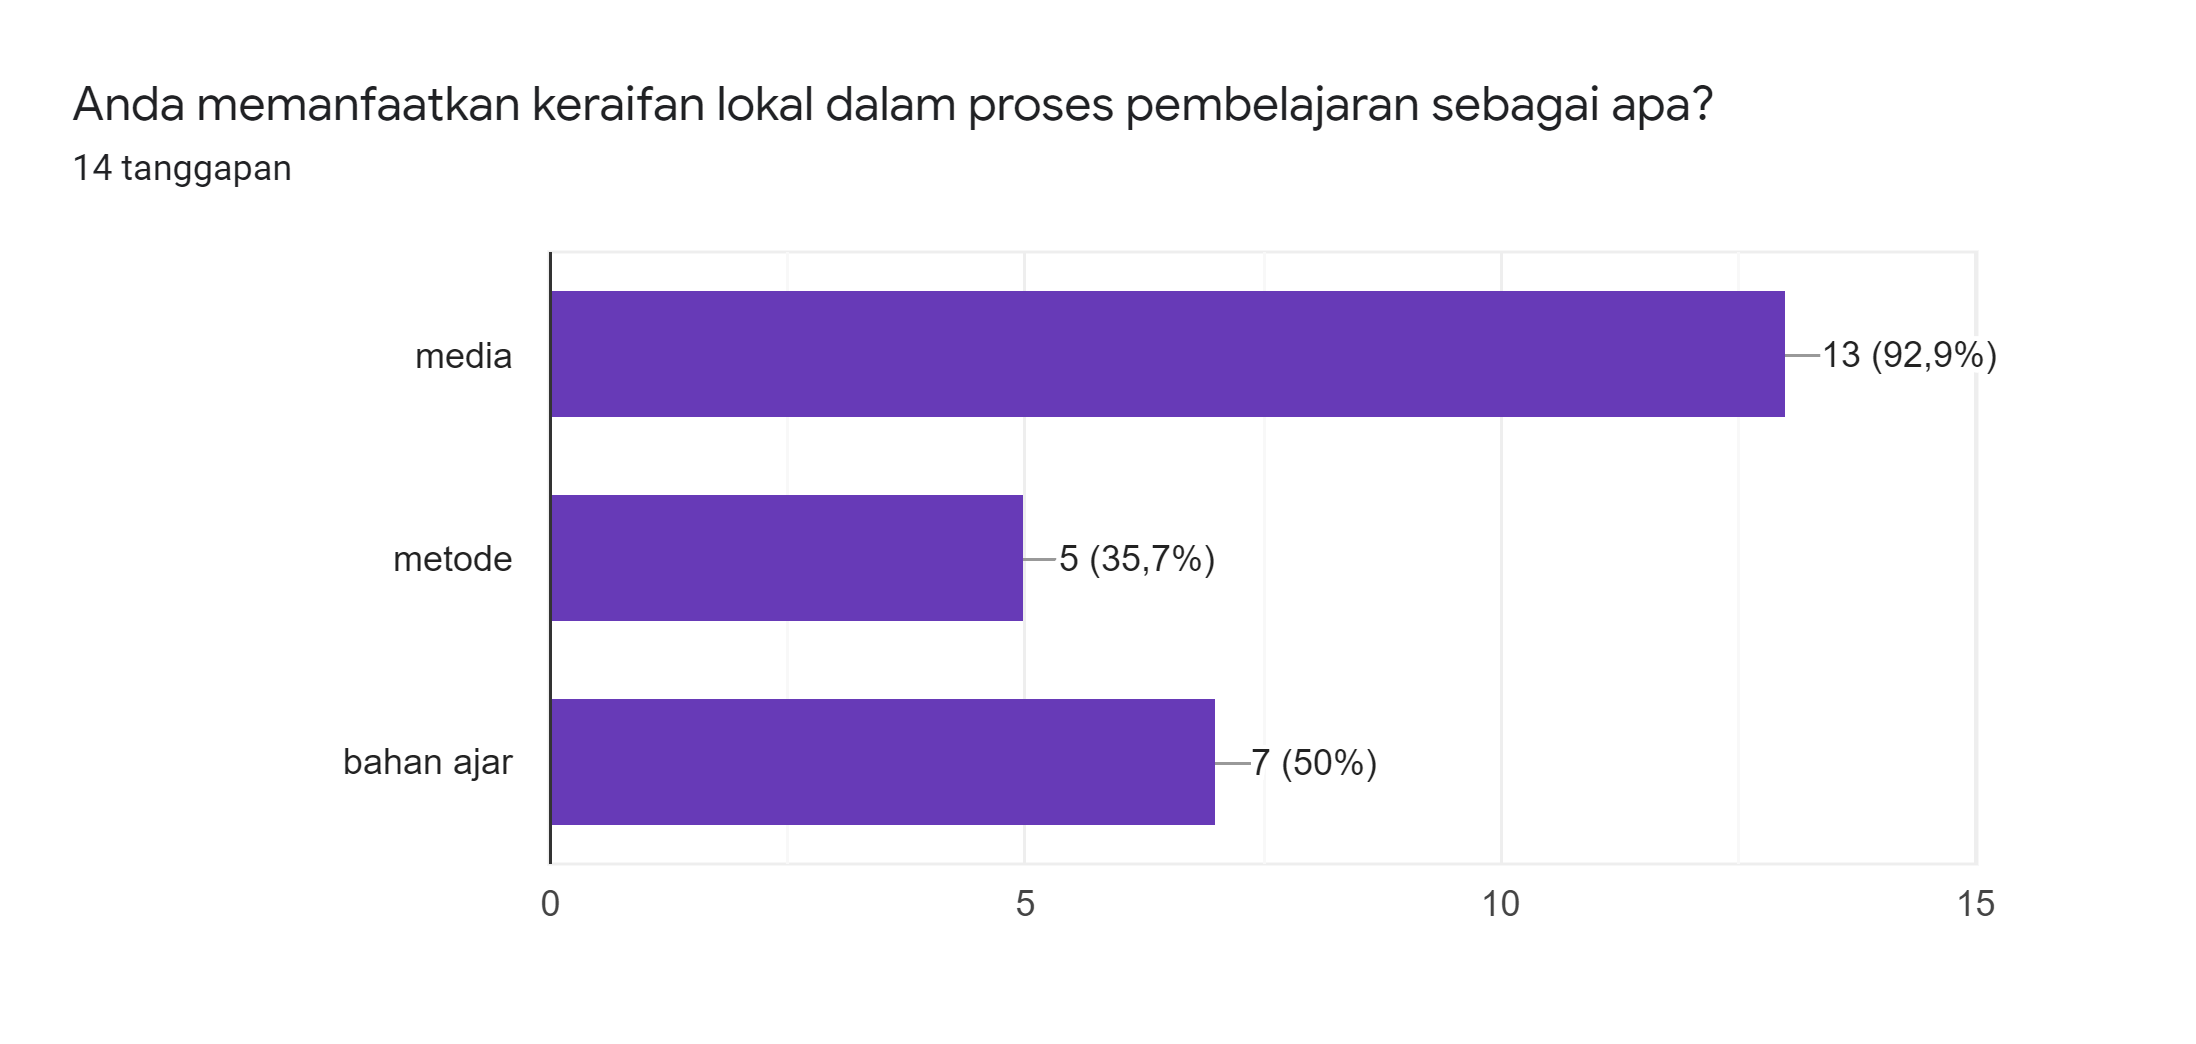 Anda memanfaatkan keraifan lokal dalam proses pembelajaran sebagai apa?
14 tanggapan
media
13 (92,9%)
metode
5 (35,7%)
bahan ajar
7 (50%)
0 5 10 15